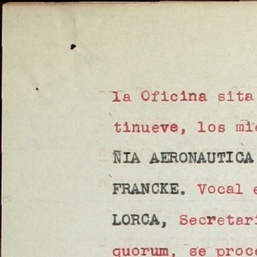 la Oficina sita
tinueve, los mie
ÑIA AERONAUTICA
FRANCKE. Vocal e
LORCA, Secretari
quorum, se proce